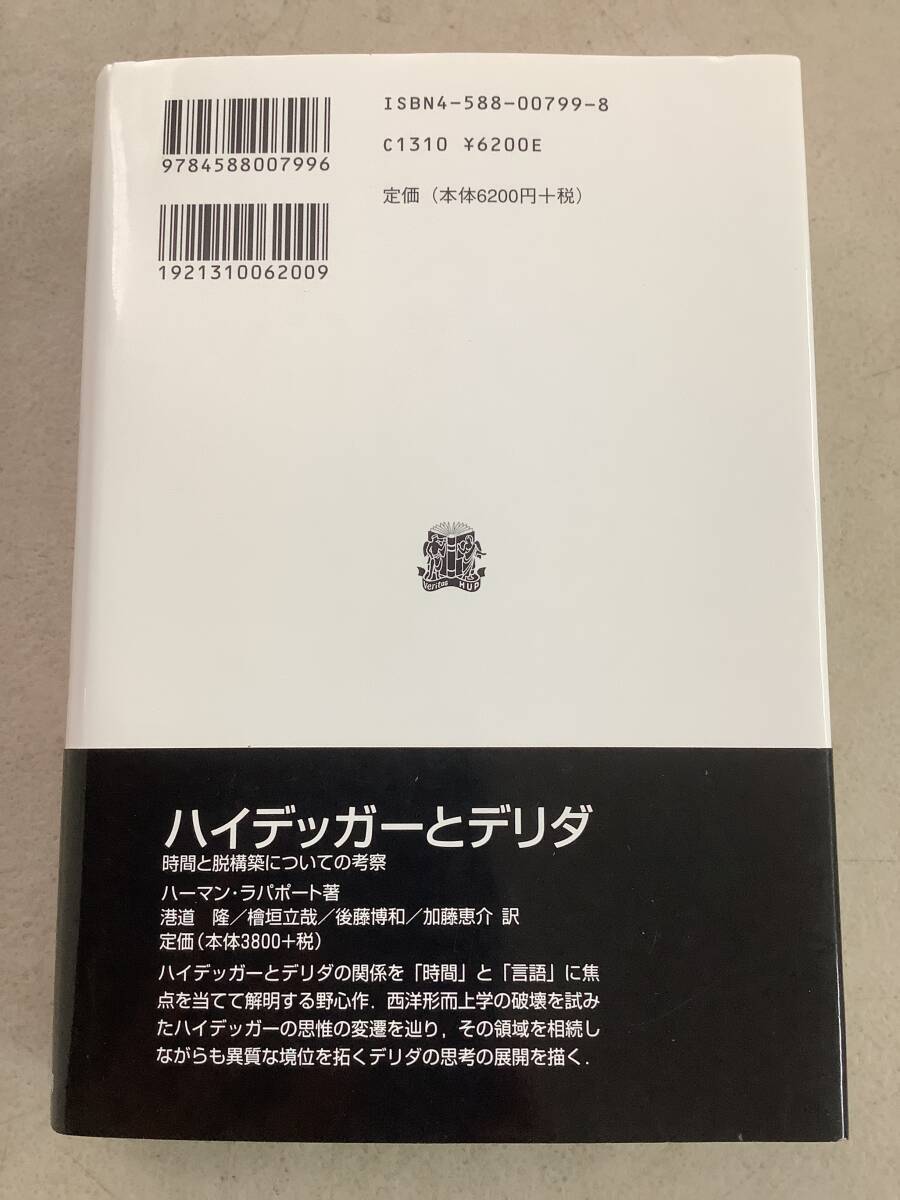 ISBN4-588-00799-8
C1310 ¥6200E
定価（本体6200円＋税）
9784588007996
1921310062009
Veritas HUP
ハイデッガーとデリダ
時間と脱構築についての考察
ハーマン・ラパポート著
港道　隆／檜垣立哉／後藤博和／加藤恵介 訳
定価（本体3800＋税）
ハイデッガーとデリダの関係を「時間」と「言語」に焦
点を当てて解明する野心作．西洋形而上学の破壊を試み
たハイデッガーの思惟の変遷を辿り，その領域を相続し
ながらも異質な境位を拓くデリダの思考の展開を描く．